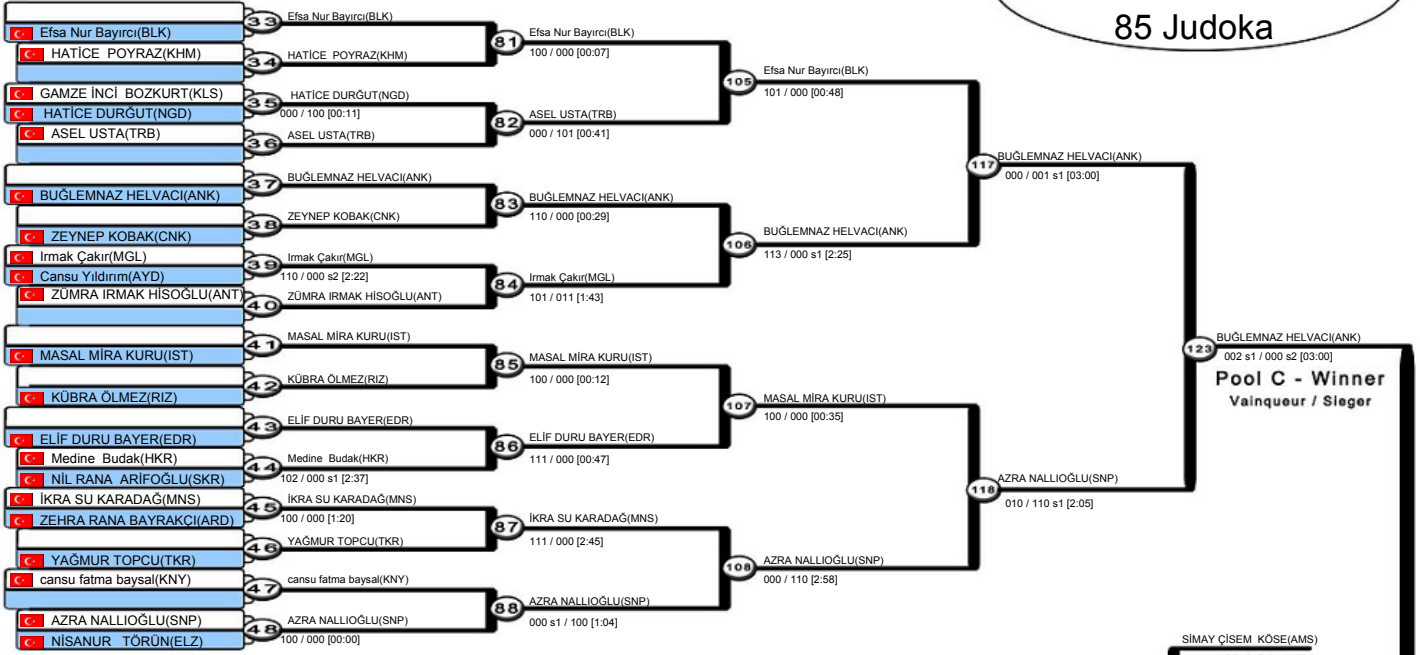 85 Judoka
Efsa Nur Bayırcı(BLK)
HATİCE POYRAZ(KHM)
GAMZE İNCİ BOZKURT(KLS)
HATİCE DURĞUT(NGD)
ASEL USTA(TRB)
BUĞLEMNAZ HELVACI(ANK)
ZEYNEP KOBAK(CNK)
Irmak Çakır(MGL)
Cansu Yıldırım(AYD)
ZÜMRA IRMAK HİSOĞLU(ANT)
MASAL MİRA KURU(IST)
KÜBRA ÖLMEZ(RIZ)
ELİF DURU BAYER(EDR)
Medine Budak(HKR)
NİL RANA ARİFOĞLU(SKR)
İKRA SU KARADAĞ(MNS)
ZEHRA RANA BAYRAKÇI(ARD)
YAĞMUR TOPCU(TKR)
cansu fatma baysal(KNY)
AZRA NALLIOĞLU(SNP)
NİSANUR TÖRÜN(ELZ)
33 Efsa Nur Bayırcı(BLK)
34 HATİCE POYRAZ(KHM)
35 HATİCE DURĞUT(NGD)
000 / 100 [00:11]
36 ASEL USTA(TRB)
37 BUĞLEMNAZ HELVACI(ANK)
38 ZEYNEP KOBAK(CNK)
39 Irmak Çakır(MGL)
110 / 000 s2 [2:22]
40 ZÜMRA IRMAK HİSOĞLU(ANT)
41 MASAL MİRA KURU(IST)
42 KÜBRA ÖLMEZ(RIZ)
43 ELİF DURU BAYER(EDR)
44 Medine Budak(HKR)
102 / 000 s1 [2:37]
45 İKRA SU KARADAĞ(MNS)
100 / 000 [1:20]
46 YAĞMUR TOPCU(TKR)
47 cansu fatma baysal(KNY)
48 AZRA NALLIOĞLU(SNP)
100 / 000 [00:00]
81 Efsa Nur Bayırcı(BLK)
100 / 000 [00:07]
82 ASEL USTA(TRB)
000 / 101 [00:41]
83 BUĞLEMNAZ HELVACI(ANK)
110 / 000 [00:29]
84 Irmak Çakır(MGL)
101 / 011 [1:43]
85 MASAL MİRA KURU(IST)
100 / 000 [00:12]
86 ELİF DURU BAYER(EDR)
111 / 000 [00:47]
87 İKRA SU KARADAĞ(MNS)
111 / 000 [2:45]
88 AZRA NALLIOĞLU(SNP)
000 s1 / 100 [1:04]
105 Efsa Nur Bayırcı(BLK)
101 / 000 [00:48]
106 BUĞLEMNAZ HELVACI(ANK)
113 / 000 s1 [2:25]
107 MASAL MİRA KURU(IST)
100 / 000 [00:35]
108 AZRA NALLIOĞLU(SNP)
000 / 110 [2:58]
117 BUĞLEMNAZ HELVACI(ANK)
000 / 001 s1 [03:00]
118 AZRA NALLIOĞLU(SNP)
010 / 110 s1 [2:05]
123 BUĞLEMNAZ HELVACI(ANK)
002 s1 / 000 s2 [03:00]
Pool C - Winner
Vainqueur / Sieger
SİMAY ÇİSEM KÖSE(AMS)